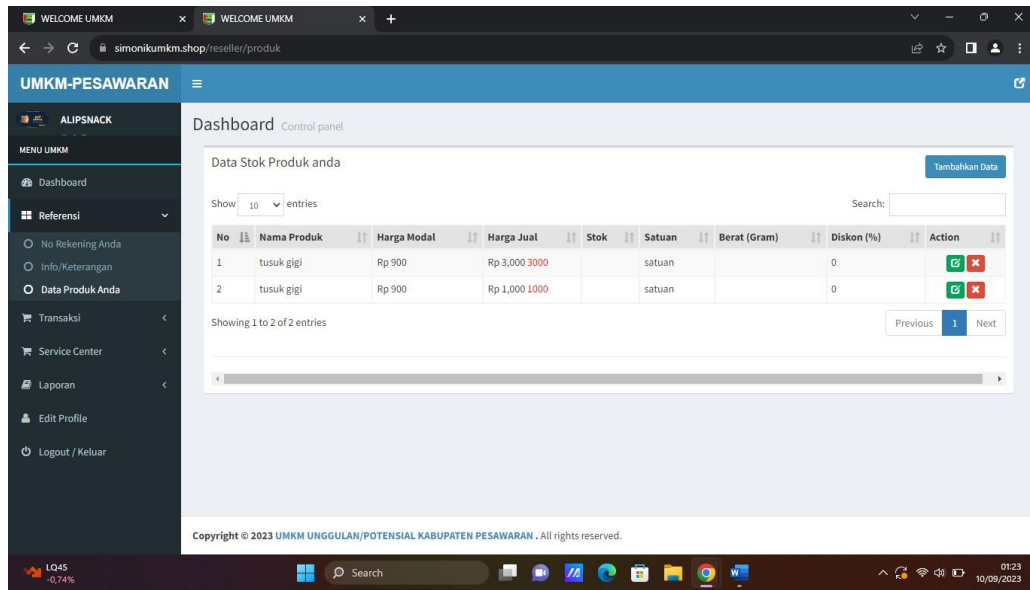 WELCOME UMKM
WELCOME UMKM
simonikumkm.shop/reseller/produk
UMKM-PESAWARAN
ALIPSNACK
Dashboard Control panel
MENU UMKM
Data Stok Produk anda
Tambahkan Data
Dashboard
Show 10 entries
Search:
Referensi
No Nama Produk Harga Modal Harga Jual Stok Satuan Berat (Gram) Diskon (%) Action
No Rekening Anda
1 tusuk gigi Rp 900 Rp 3,000 3000 satuan 0
Info/Keterangan
Data Produk Anda
2 tusuk gigi Rp 900 Rp 1,000 1000 satuan 0
Transaksi
Showing 1 to 2 of 2 entries
Previous 1 Next
Service Center
Laporan
Edit Profile
Logout / Keluar
Copyright © 2023 UMKM UNGGULAN/POTENSIAL KABUPATEN PESAWARAN . All rights reserved.
LQ45
-0,74%
Search
01:23
10/09/2023